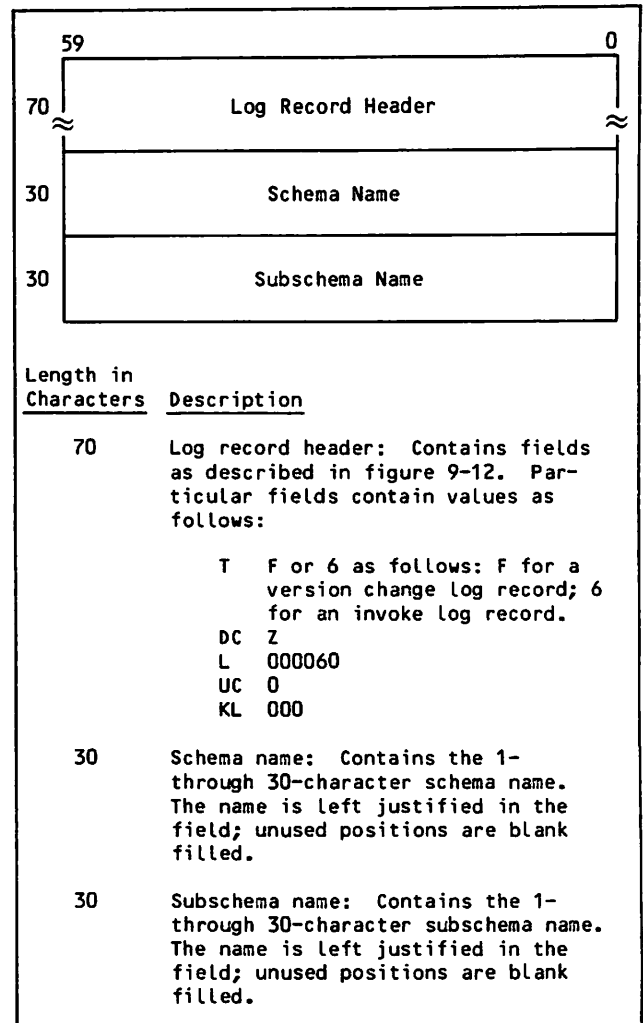 59 0
70 Log Record Header
30 Schema Name
30 Subschema Name
Length in
Characters Description
70 Log record header: Contains fields
as described in figure 9-12. Par-
ticular fields contain values as
follows:
T F or 6 as follows: F for a
version change log record; 6
for an invoke log record.
DC Z
L 000060
UC 0
KL 000
30 Schema name: Contains the 1-
through 30-character schema name.
The name is left justified in the
field; unused positions are blank
filled.
30 Subschema name: Contains the 1-
through 30-character subschema name.
The name is left justified in the
field; unused positions are blank
filled.